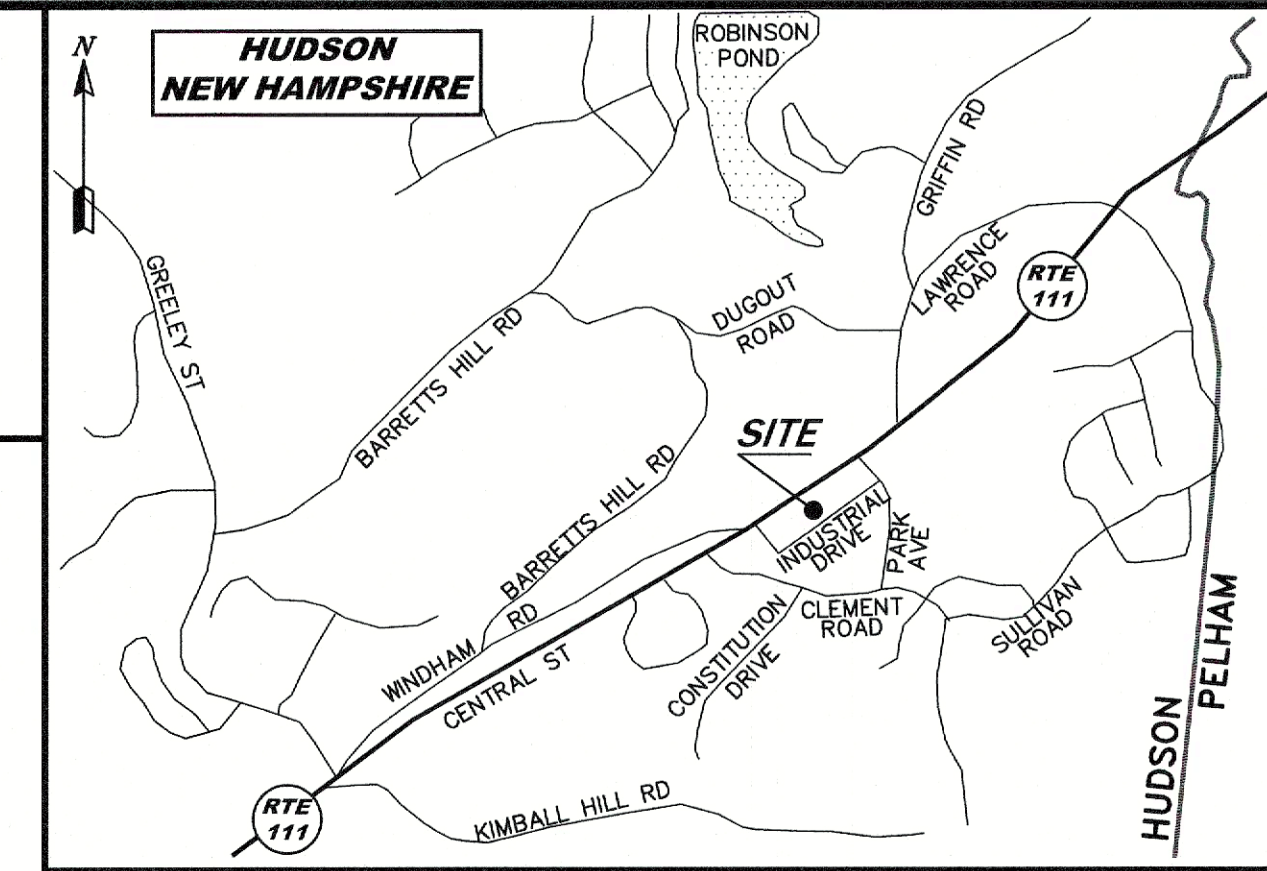 N
HUDSON
NEW HAMPSHIRE
ROBINSON
POND
GRIFFIN RD
LAWRENCE
ROAD
RTE
111
GREELEY ST
DUGOUT
ROAD
BARRETTS HILL RD
SITE
BARRETTS HILL RD
INDUSTRIAL
DRIVE
PARK
AVE
WINDHAM RD
CENTRAL ST
CONSTITUTION
DRIVE
CLEMENT
ROAD
SULLIVAN
ROAD
HUDSON
PELHAM
RTE
111
KIMBALL HILL RD